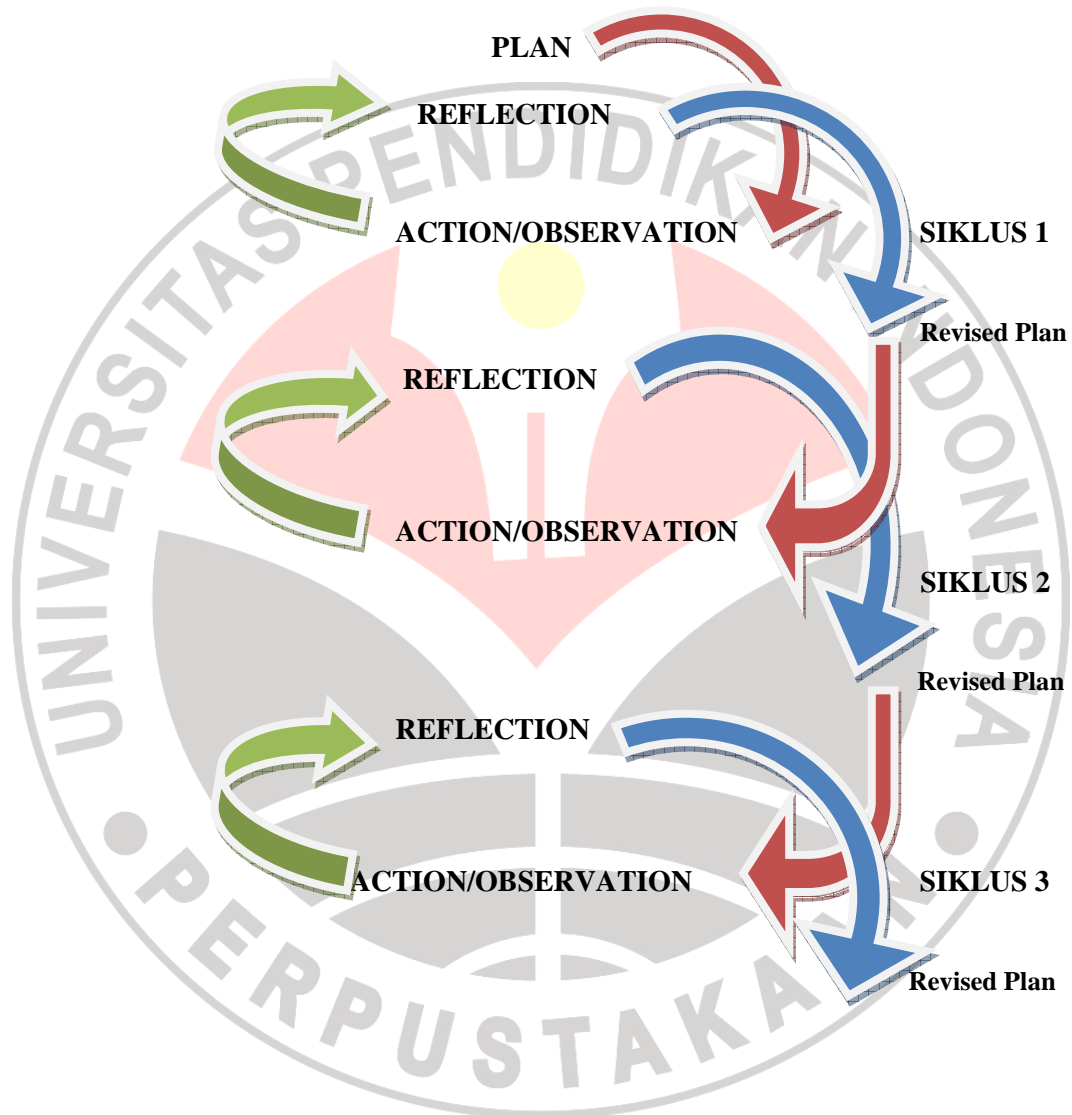 PLAN
REFLECTION
ACTION/OBSERVATION
SIKLUS 1
Revised Plan
REFLECTION
ACTION/OBSERVATION
SIKLUS 2
Revised Plan
REFLECTION
ACTION/OBSERVATION
SIKLUS 3
Revised Plan
UNIVERSITAS PENDIDIKAN INDONESIA
PERPUSTAKAAN